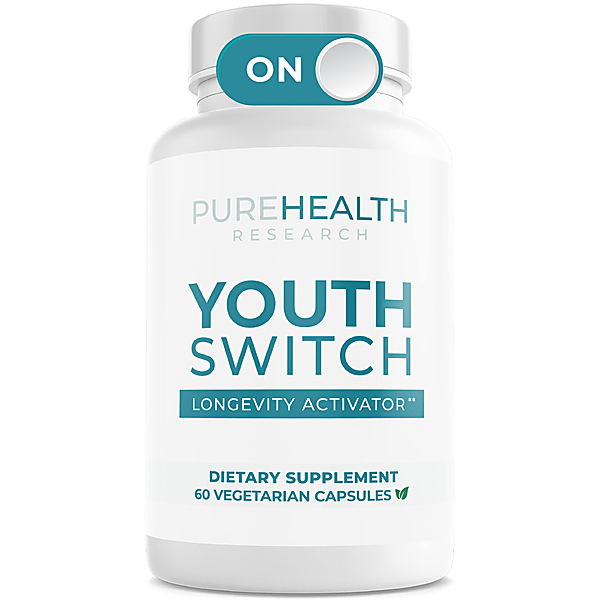 ON
PUREHEALTH
RESEARCH
YOUTH
SWITCH
LONGEVITY ACTIVATOR**
DIETARY SUPPLEMENT
60 VEGETARIAN CAPSULES